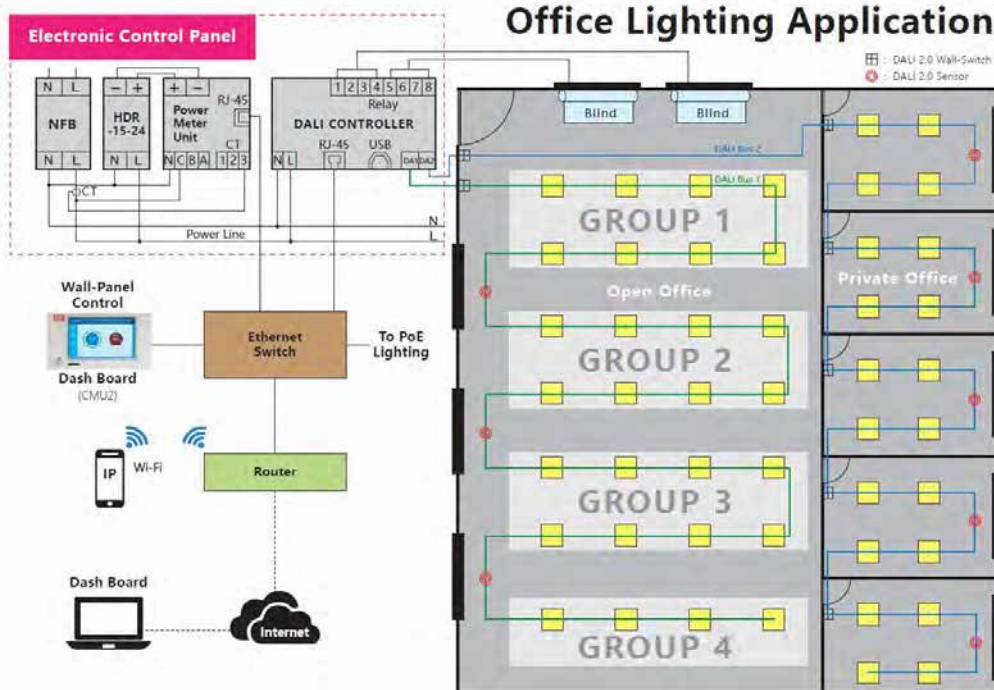 Office Lighting Application
: DALI 2.0 Wall-Switch
: DALI 2.0 Sensor
Electronic Control Panel
N L
NFB
N L
− +
HDR
-15-24
− +
+ −
Power
Meter
Unit
RJ-45
CT
N C B A 1 2 3
1 2 3 4 5 6 7 8
Relay
DALI CONTROLLER
RJ-45 USB
N L DA1 DA2
CT
N
Power Line
L
Blind
Blind
DALI Bus 2
DALI Bus 1
GROUP 1
Open Office
Private Office
GROUP 2
GROUP 3
GROUP 4
Wall-Panel
Control
Dash Board
(CMU2)
Ethernet
Switch
To PoE
Lighting
IP
Wi-Fi
Router
Dash Board
Internet